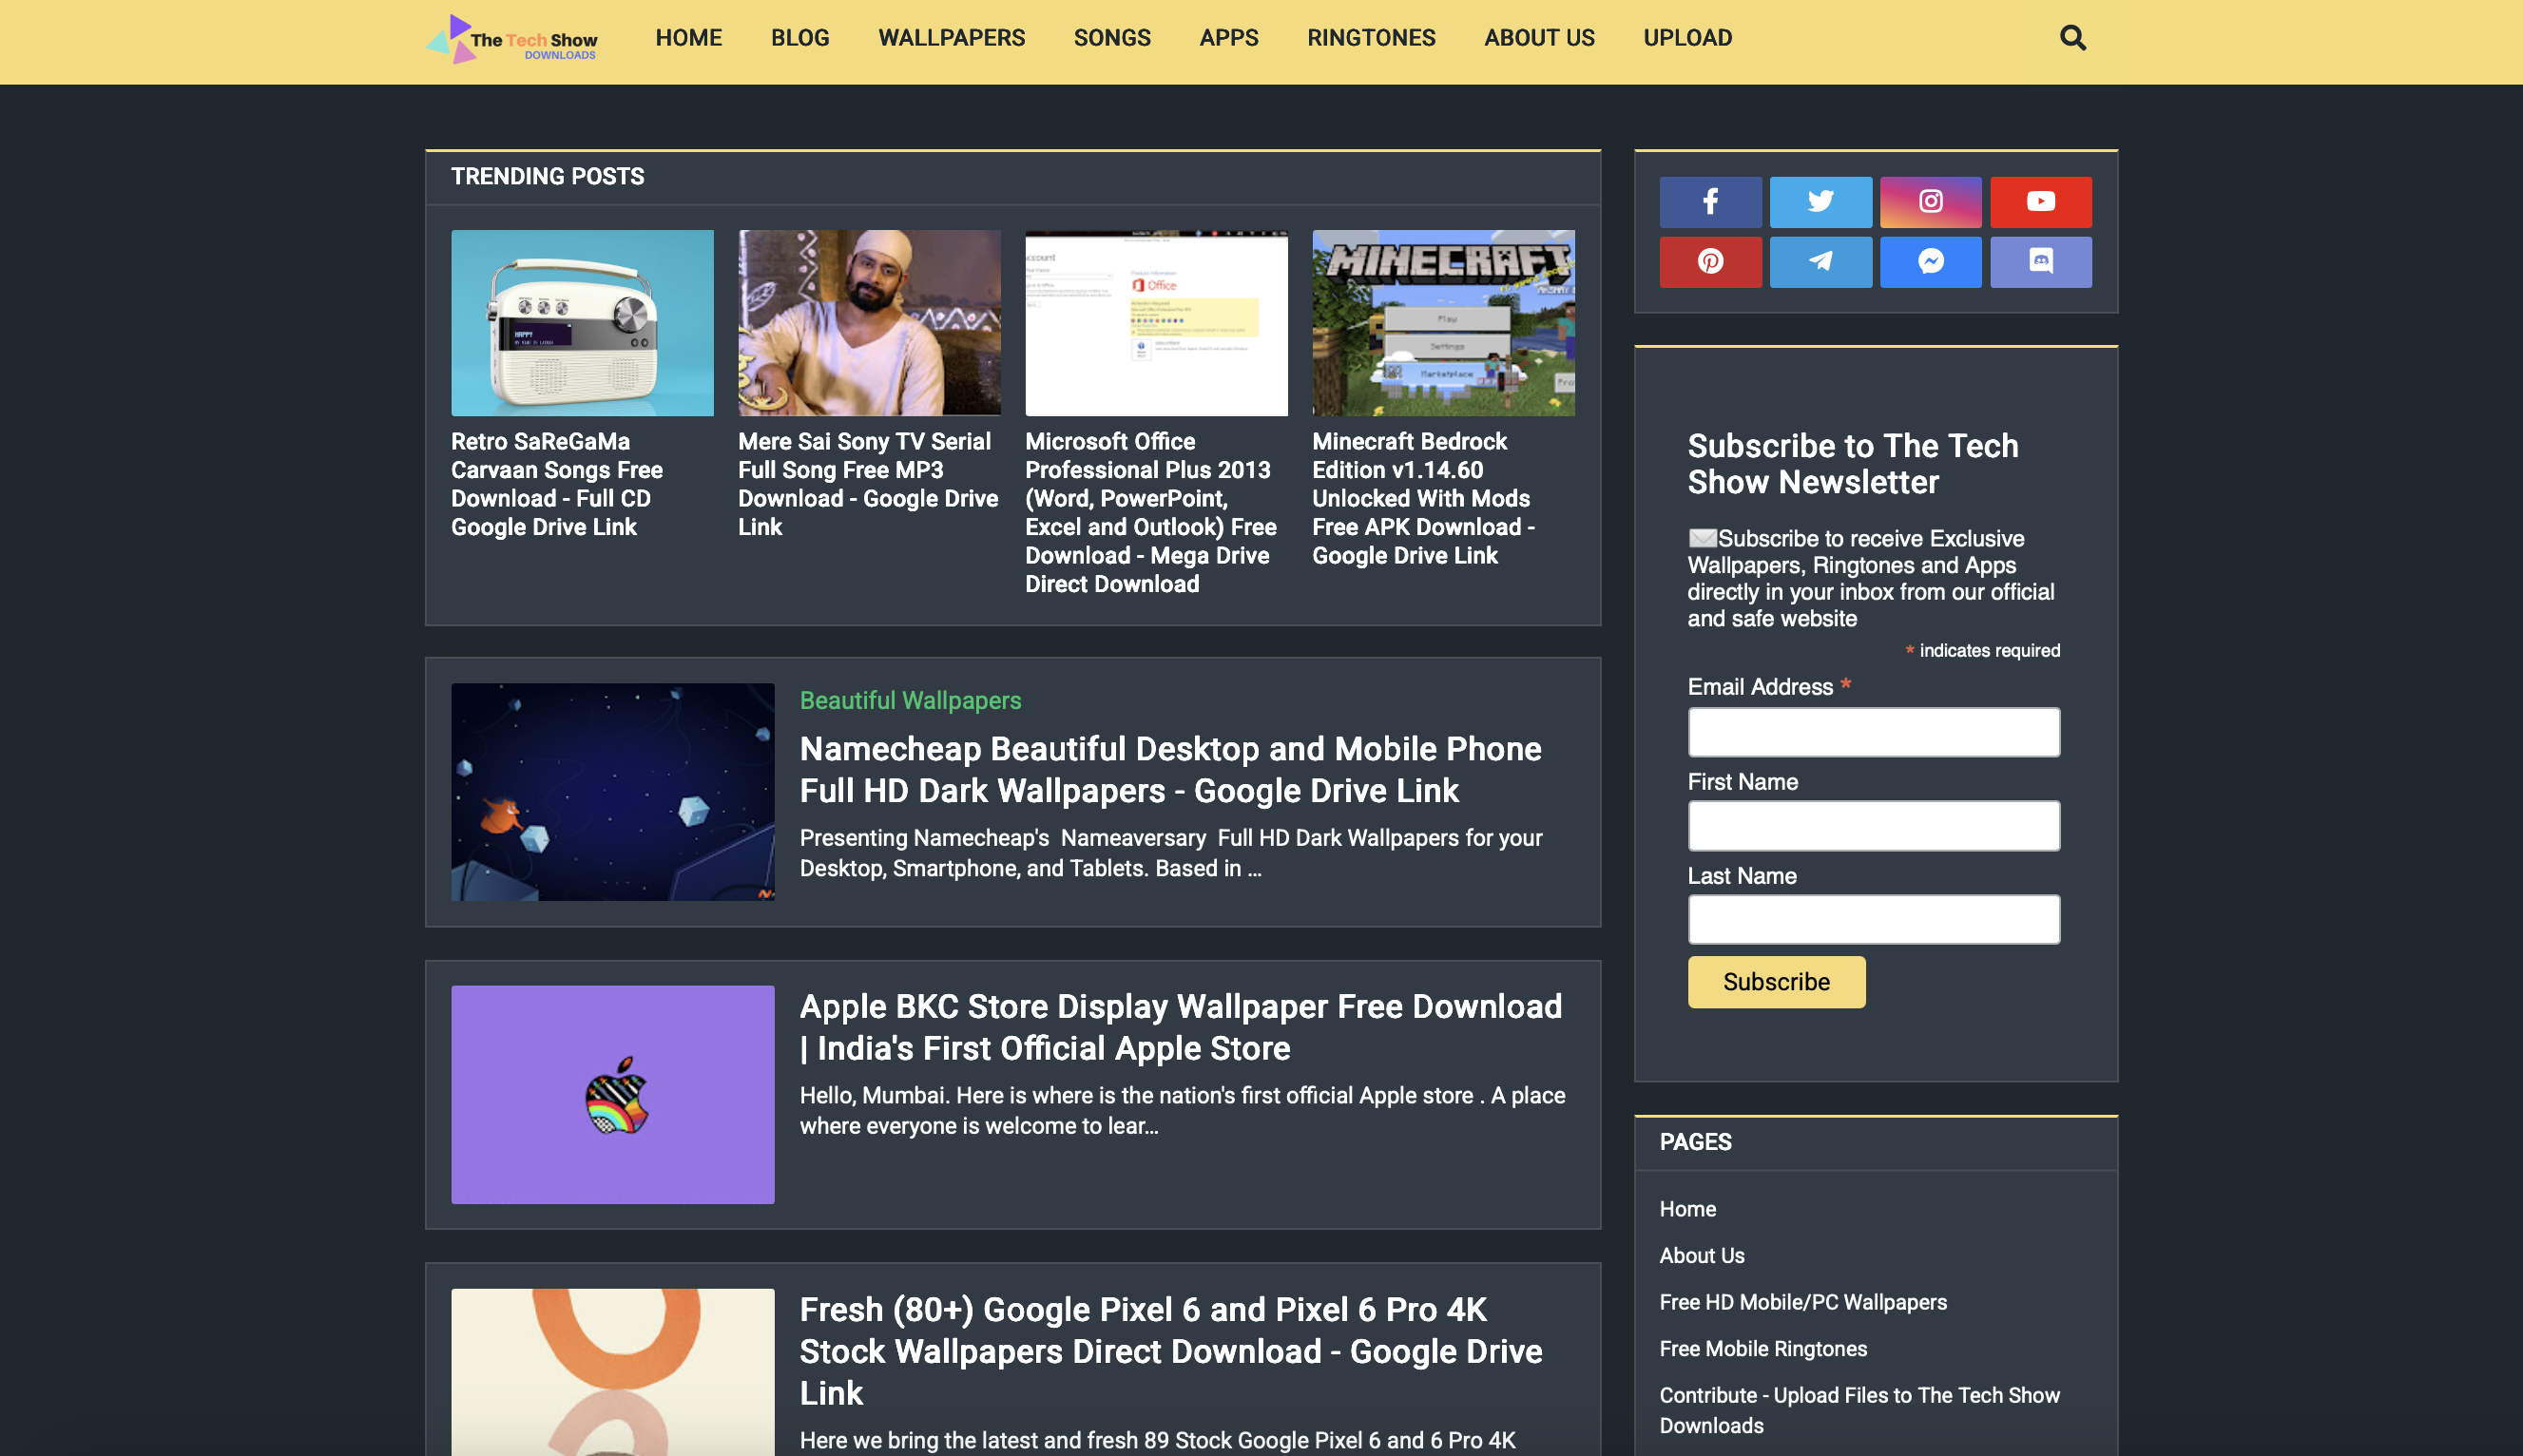 The Tech Show
DOWNLOADS
HOME
BLOG
WALLPAPERS
SONGS
APPS
RINGTONES
ABOUT US
UPLOAD
TRENDING POSTS
HAPPY
Office
MINECRAFT
Play
Settings
Marketplace
Retro SaReGaMa
Carvaan Songs Free
Download - Full CD
Google Drive Link
Mere Sai Sony TV Serial
Full Song Free MP3
Download - Google Drive
Link
Microsoft Office
Professional Plus 2013
(Word, PowerPoint,
Excel and Outlook) Free
Download - Mega Drive
Direct Download
Minecraft Bedrock
Edition v1.14.60
Unlocked With Mods
Free APK Download -
Google Drive Link
Beautiful Wallpapers
Namecheap Beautiful Desktop and Mobile Phone
Full HD Dark Wallpapers - Google Drive Link
Presenting Namecheap's  Nameaversary  Full HD Dark Wallpapers for your
Desktop, Smartphone, and Tablets. Based in ...
Apple BKC Store Display Wallpaper Free Download
| India's First Official Apple Store
Hello, Mumbai. Here is where is the nation's first official Apple store . A place
where everyone is welcome to lear...
Fresh (80+) Google Pixel 6 and Pixel 6 Pro 4K
Stock Wallpapers Direct Download - Google Drive
Link
Here we bring the latest and fresh 89 Stock Google Pixel 6 and 6 Pro 4K
Subscribe to The Tech
Show Newsletter
✉️Subscribe to receive Exclusive
Wallpapers, Ringtones and Apps
directly in your inbox from our official
and safe website
* indicates required
Email Address *
First Name
Last Name
Subscribe
PAGES
Home
About Us
Free HD Mobile/PC Wallpapers
Free Mobile Ringtones
Contribute - Upload Files to The Tech Show
Downloads